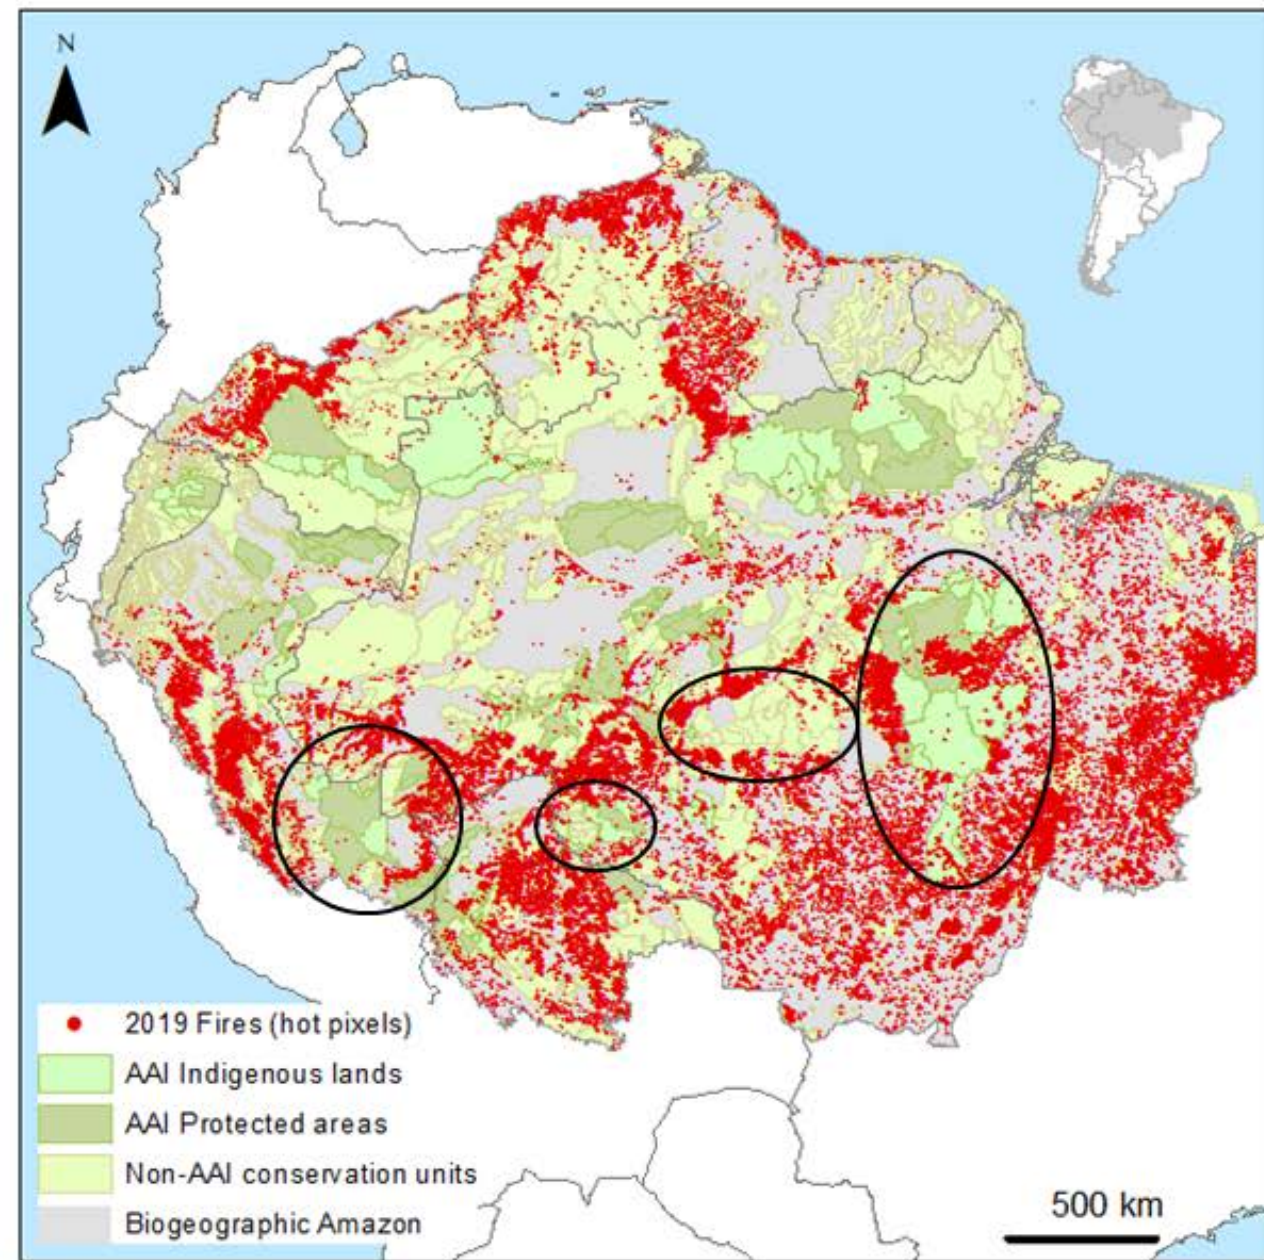 N
2019 Fires (hot pixels)
AAI Indigenous lands
AAI Protected areas
Non-AAI conservation units
Biogeographic Amazon
500 km